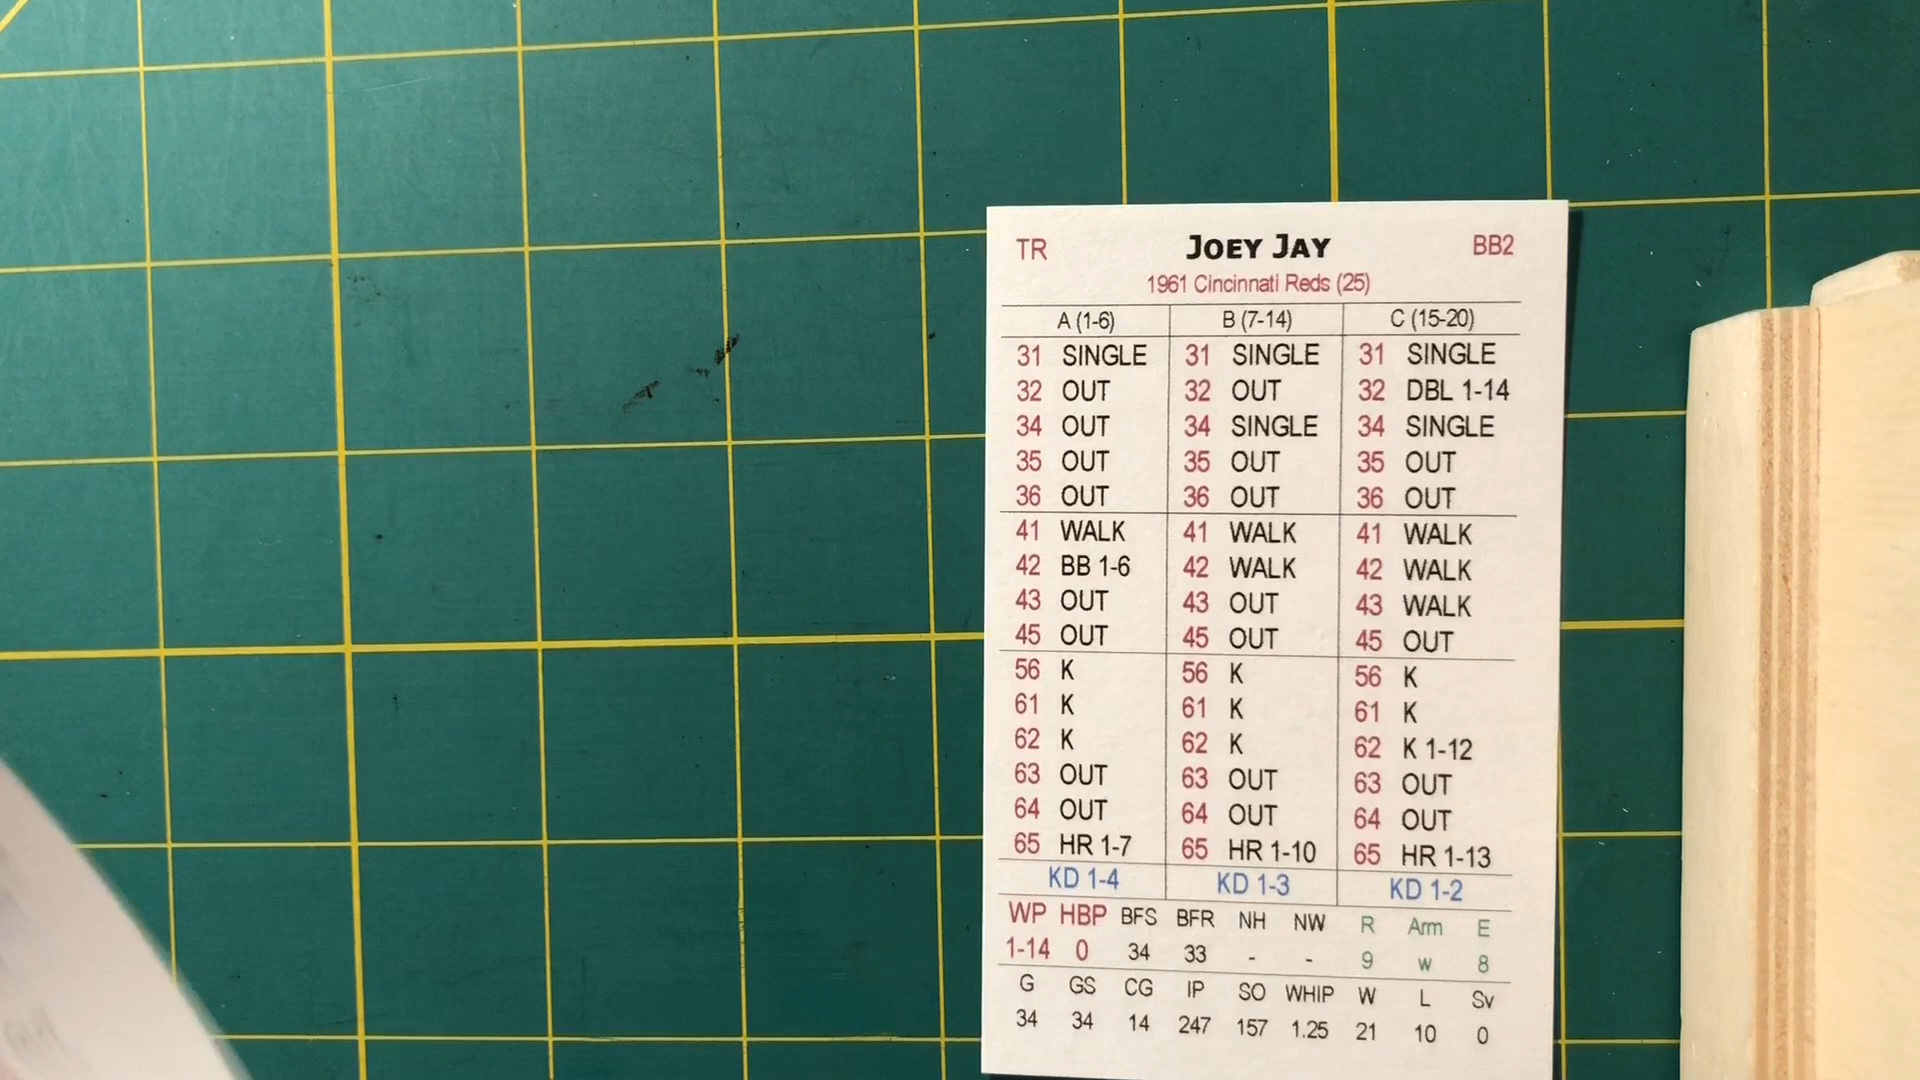 TR JOEY JAY BB2
1961 Cincinnati Reds (25)
A (1-6) B (7-14) C (15-20)
31 SINGLE 31 SINGLE 31 SINGLE
32 OUT 32 OUT 32 DBL 1-14
34 OUT 34 SINGLE 34 SINGLE
35 OUT 35 OUT 35 OUT
36 OUT 36 OUT 36 OUT
41 WALK 41 WALK 41 WALK
42 BB 1-6 42 WALK 42 WALK
43 OUT 43 OUT 43 WALK
45 OUT 45 OUT 45 OUT
56 K 56 K 56 K
61 K 61 K 61 K
62 K 62 K 62 K 1-12
63 OUT 63 OUT 63 OUT
64 OUT 64 OUT 64 OUT
65 HR 1-7 65 HR 1-10 65 HR 1-13
KD 1-4 KD 1-3 KD 1-2
WP HBP BFS BFR NH NW R Arm E
1-14 0 34 33 - - 9 w 8
G GS CG IP SO WHIP W L Sv
34 34 14 247 157 1.25 21 10 0